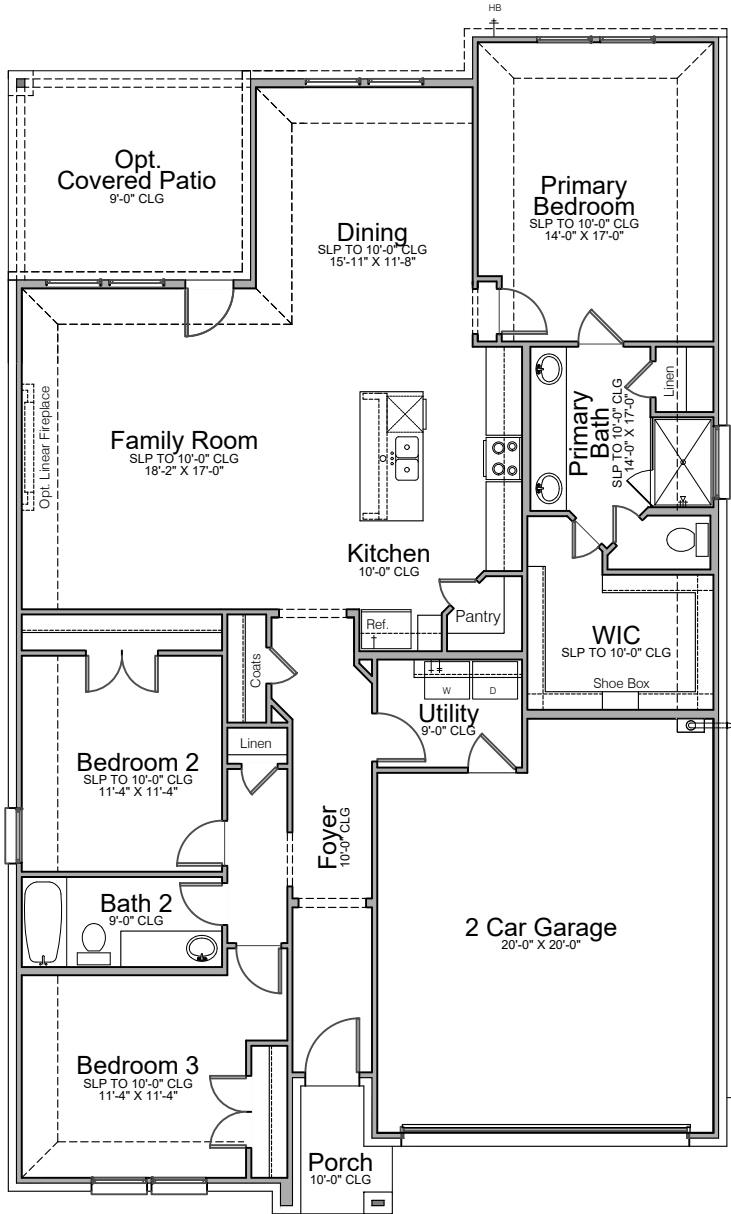 HB
Opt.
Covered Patio
9'-0" CLG
Primary
Bedroom
SLP TO 10'-0" CLG
14'-0" X 17'-0"
Dining
SLP TO 10'-0" CLG
15'-11" X 11'-8"
Opt. Linear Fireplace
Family Room
SLP TO 10'-0" CLG
18'-2" X 17'-0"
Primary
Bath
SLP TO 10'-0" CLG
14'-0" X 17'-0"
Linen
Kitchen
10'-0" CLG
Ref.
Pantry
WIC
SLP TO 10'-0" CLG
Shoe Box
Coats
W
D
Utility
9'-0" CLG
Linen
Bedroom 2
SLP TO 10'-0" CLG
11'-4" X 11'-4"
Foyer
10'-0" CLG
Bath 2
9'-0" CLG
2 Car Garage
20'-0" X 20'-0"
Bedroom 3
SLP TO 10'-0" CLG
11'-4" X 11'-4"
Porch
10'-0" CLG